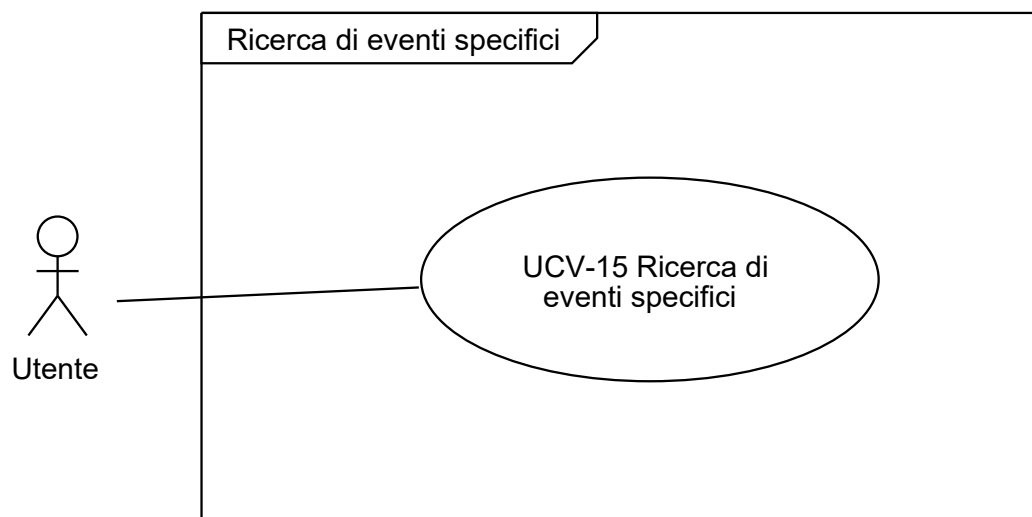 Ricerca di eventi specifici
UCV-15 Ricerca di
eventi specifici
Utente